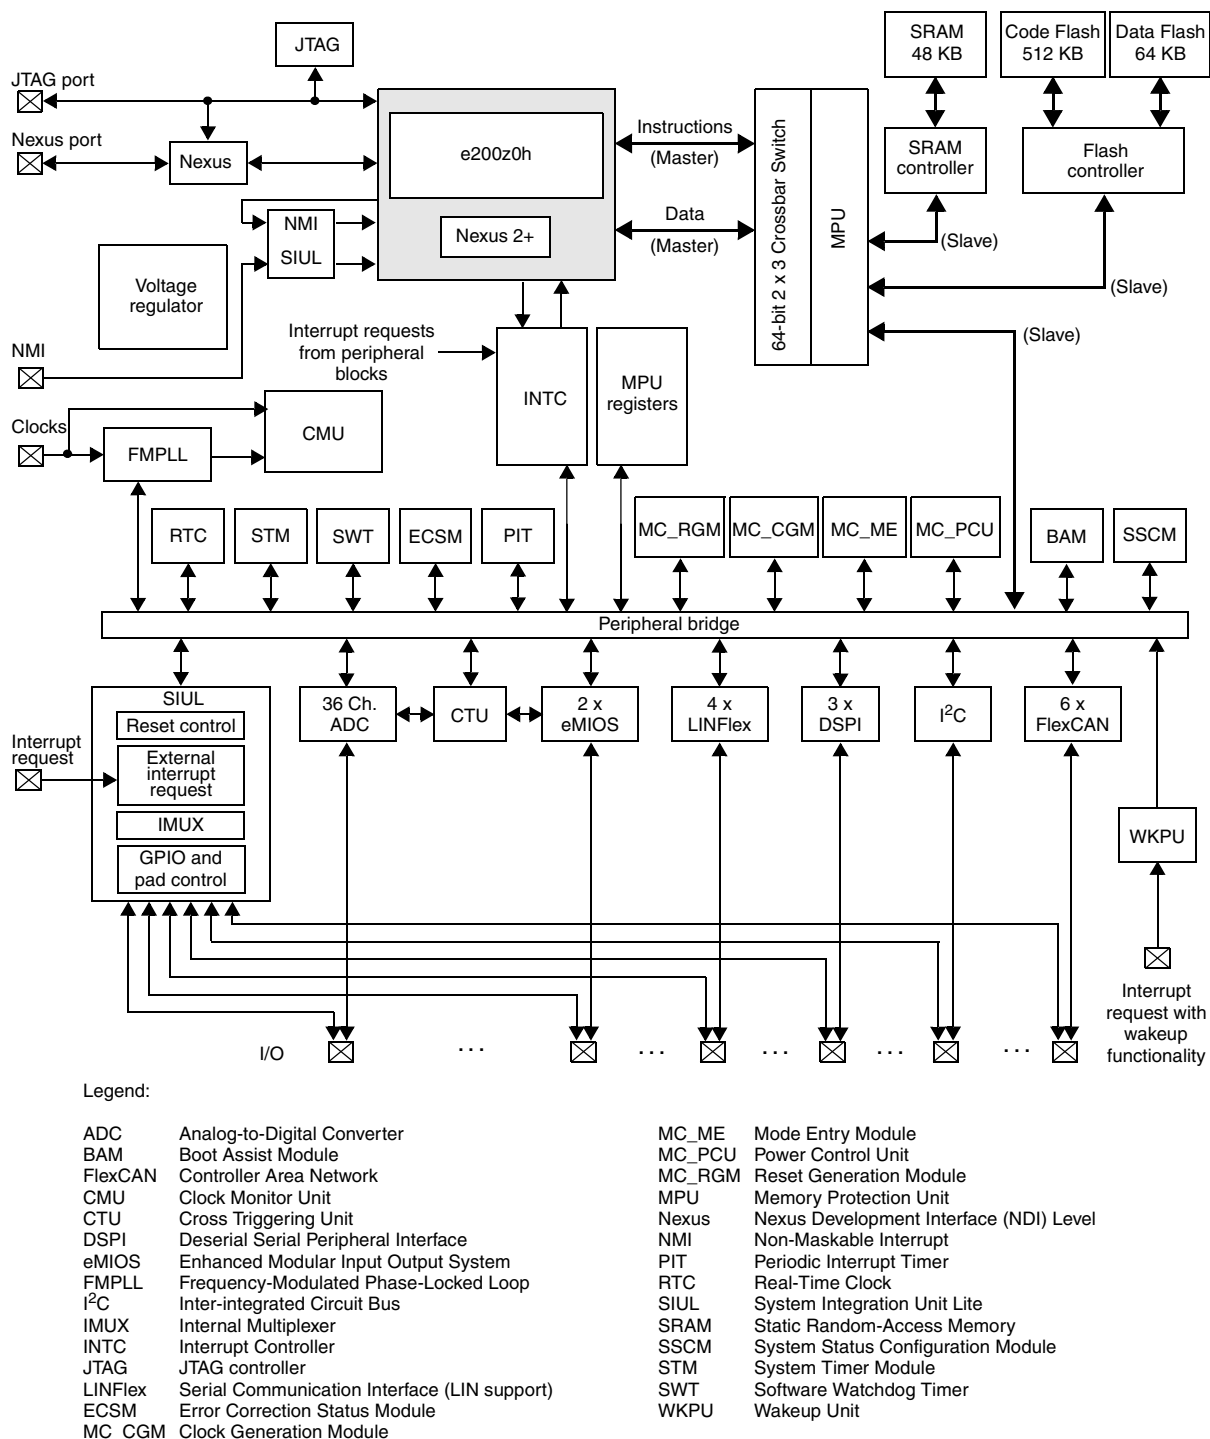 JTAG
SRAM
48 KB
Code Flash
512 KB
Data Flash
64 KB
JTAG port
Nexus port
Nexus
e200z0h
Nexus 2+
Instructions
(Master)
Data
(Master)
64-bit 2 x 3 Crossbar Switch
MPU
SRAM
controller
Flash
controller
(Slave)
(Slave)
(Slave)
NMI
SIUL
Voltage
regulator
NMI
Interrupt requests
from peripheral
blocks
INTC
MPU
registers
Clocks
FMPLL
CMU
RTC
STM
SWT
ECSM
PIT
MC_RGM
MC_CGM
MC_ME
MC_PCU
BAM
SSCM
Peripheral bridge
SIUL
Reset control
External
interrupt
request
IMUX
GPIO and
pad control
Interrupt
request
36 Ch.
ADC
CTU
2 x
eMIOS
4 x
LINFlex
3 x
DSPI
I2C
6 x
FlexCAN
WKPU
I/O
. . .
. . .
. . .
. . .
. . .
Interrupt
request with
wakeup
functionality
Legend:
ADC Analog-to-Digital Converter
BAM Boot Assist Module
FlexCAN Controller Area Network
CMU Clock Monitor Unit
CTU Cross Triggering Unit
DSPI Deserial Serial Peripheral Interface
eMIOS Enhanced Modular Input Output System
FMPLL Frequency-Modulated Phase-Locked Loop
I2C Inter-integrated Circuit Bus
IMUX Internal Multiplexer
INTC Interrupt Controller
JTAG JTAG controller
LINFlex Serial Communication Interface (LIN support)
ECSM Error Correction Status Module
MC_CGM Clock Generation Module
MC_ME Mode Entry Module
MC_PCU Power Control Unit
MC_RGM Reset Generation Module
MPU Memory Protection Unit
Nexus Nexus Development Interface (NDI) Level
NMI Non-Maskable Interrupt
PIT Periodic Interrupt Timer
RTC Real-Time Clock
SIUL System Integration Unit Lite
SRAM Static Random-Access Memory
SSCM System Status Configuration Module
STM System Timer Module
SWT Software Watchdog Timer
WKPU Wakeup Unit